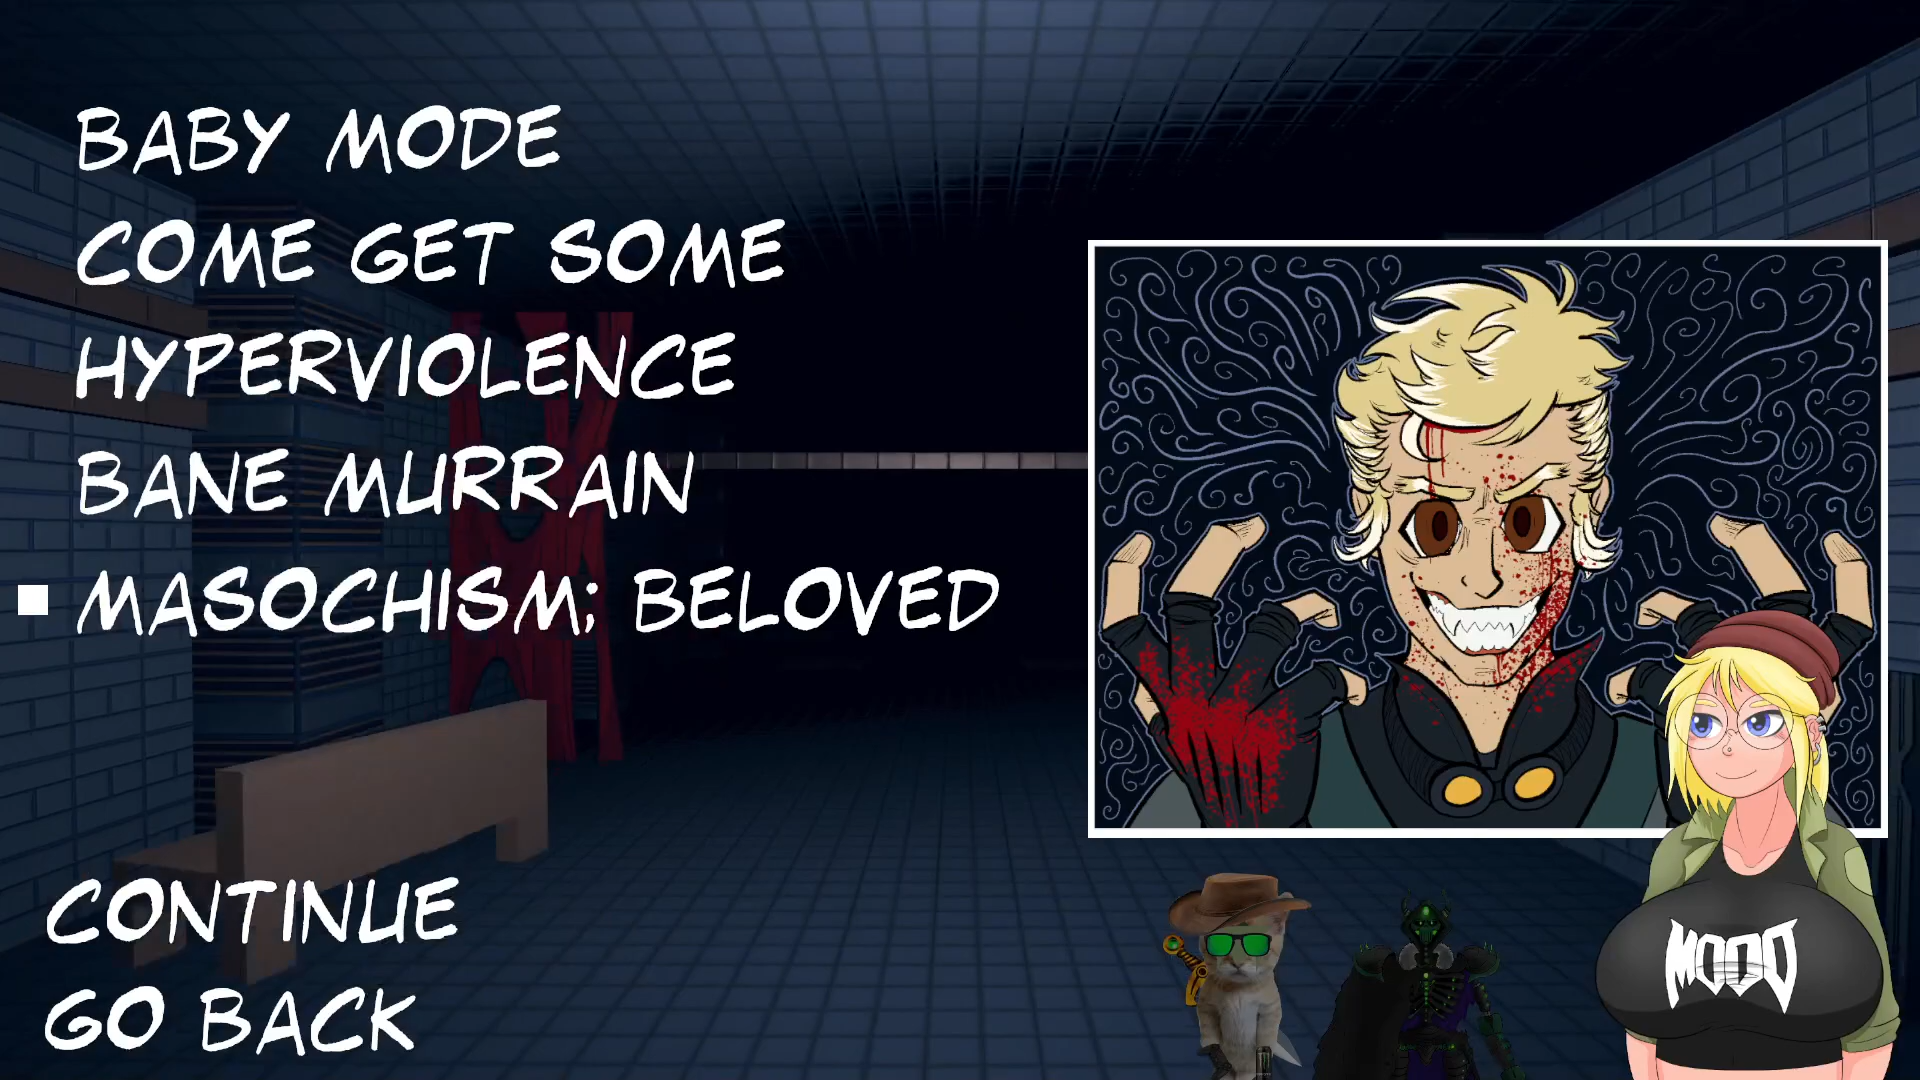 BABY MODE
COME GET SOME
HYPERVIOLENCE
BANE MURRAIN
MASOCHISM; BELOVED
CONTINUE
GO BACK
MOOD